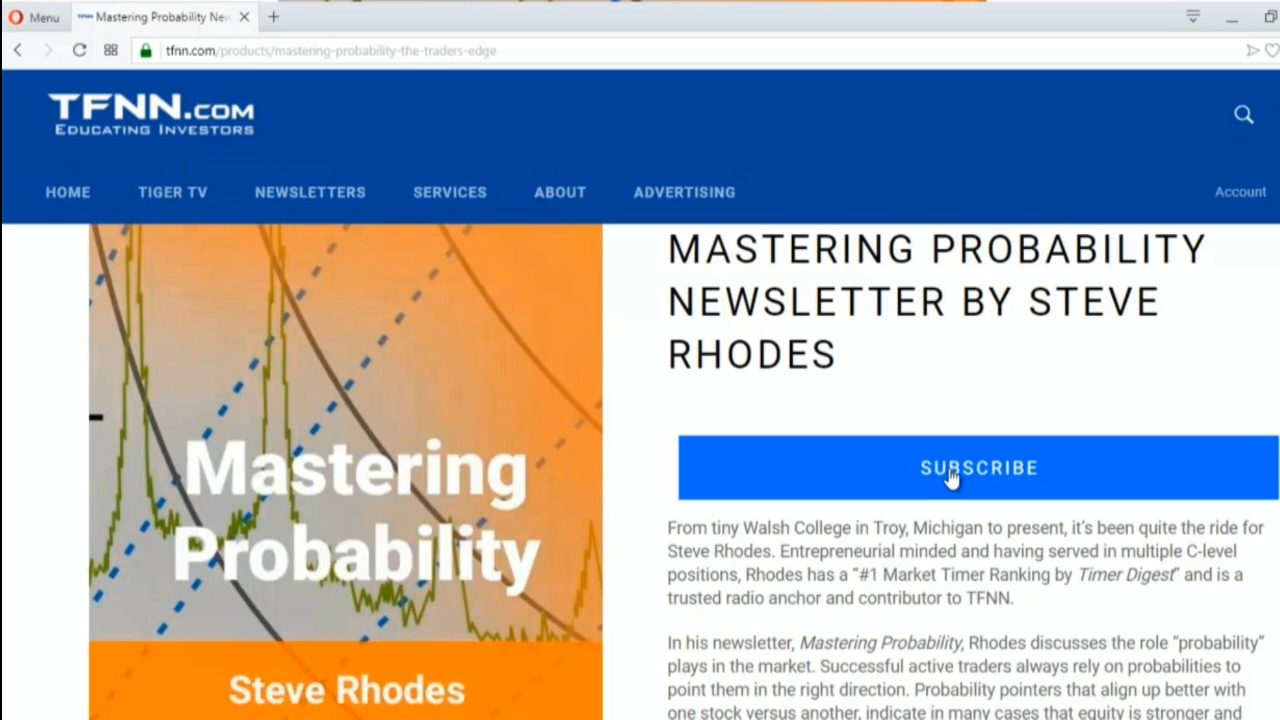 Menu
Mastering Probability New
tfnn.com/products/mastering-probability-the-traders-edge
TFNN.COM
EDUCATING INVESTORS
HOME TIGER TV NEWSLETTERS SERVICES ABOUT ADVERTISING Account
Mastering
Probability
Steve Rhodes
MASTERING PROBABILITY
NEWSLETTER BY STEVE
RHODES
SUBSCRIBE
From tiny Walsh College in Troy, Michigan to present, it's been quite the ride for
Steve Rhodes. Entrepreneurial minded and having served in multiple C-level
positions, Rhodes has a “#1 Market Timer Ranking by Timer Digest” and is a
trusted radio anchor and contributor to TFNN.
In his newsletter, Mastering Probability, Rhodes discusses the role “probability”
plays in the market. Successful active traders always rely on probabilities to
point them in the right direction. Probability pointers that align up better with
one stock versus another, indicate in many cases that equity is stronger and